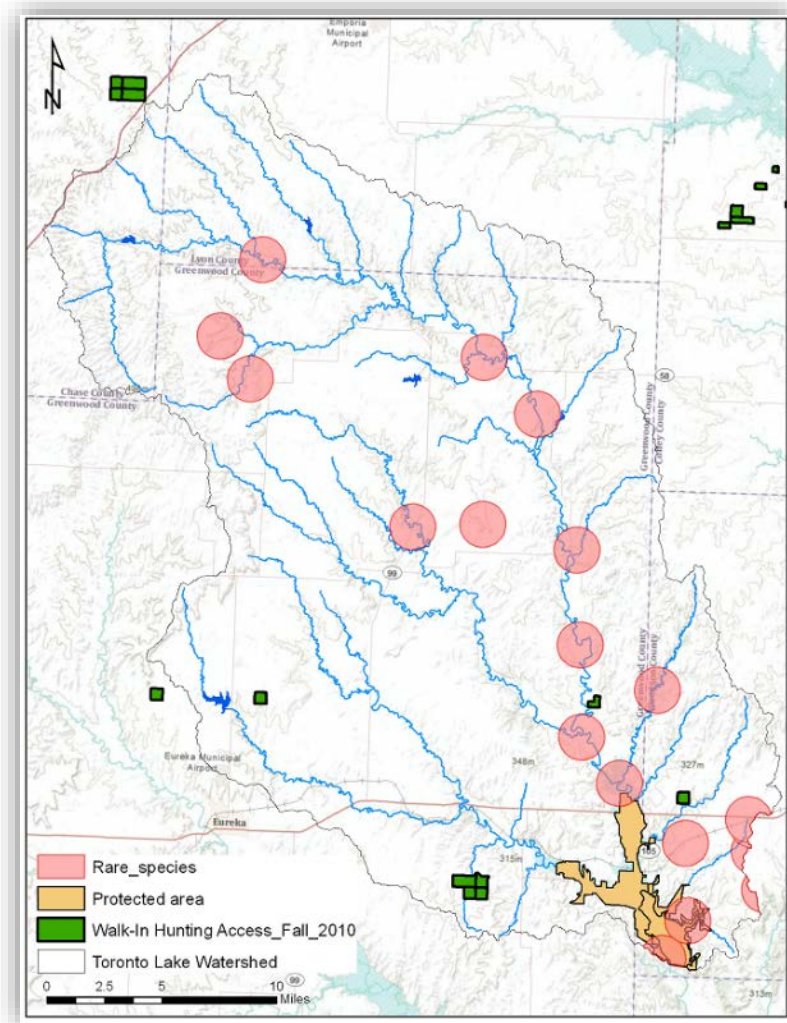 Emporia
Municipal
Airport
N
Lyon County
Greenwood County
58
Chase County
Greenwood County
Greenwood County
Coffey County
99
Greenwood County
Eureka Municipal
Airport
348m
327m
Eureka
315m
105
Rare_species
Protected area
Walk-In Hunting Access_Fall_2010
Toronto Lake Watershed
99
0 2.5 5 10
Miles
313m